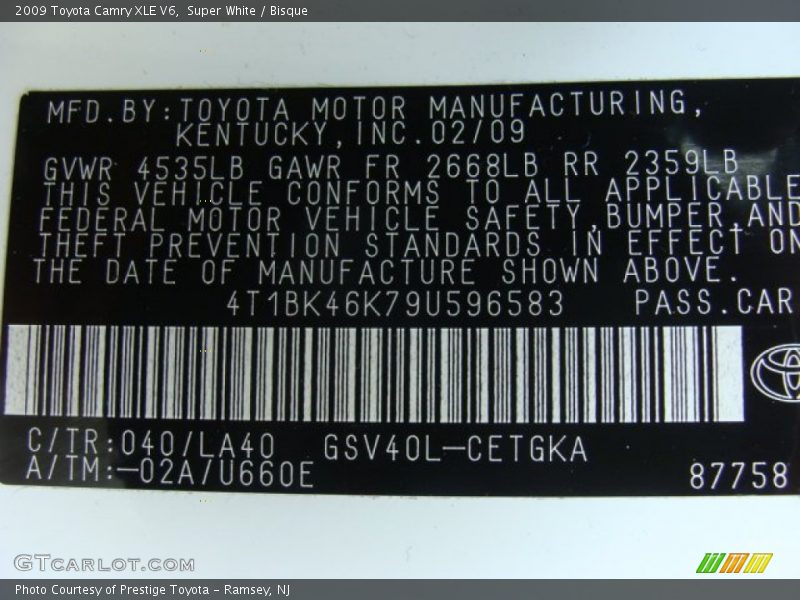 2009 Toyota Camry XLE V6, Super White / Bisque
MFD.BY:TOYOTA MOTOR MANUFACTURING,
KENTUCKY,INC.02/09
GVWR 4535LB GAWR FR 2668LB RR 2359LB
THIS VEHICLE CONFORMS TO ALL APPLICABLE
FEDERAL MOTOR VEHICLE SAFETY,BUMPER,AND
THEFT PREVENTION STANDARDS IN EFFECT ON
THE DATE OF MANUFACTURE SHOWN ABOVE.
4T1BK46K79U596583 PASS.CAR
C/TR:040/LA40 GSV40L-CETGKA
A/TM:-02A/U660E 87758
GTCARLOT.COM
Photo Courtesy of Prestige Toyota - Ramsey, NJ